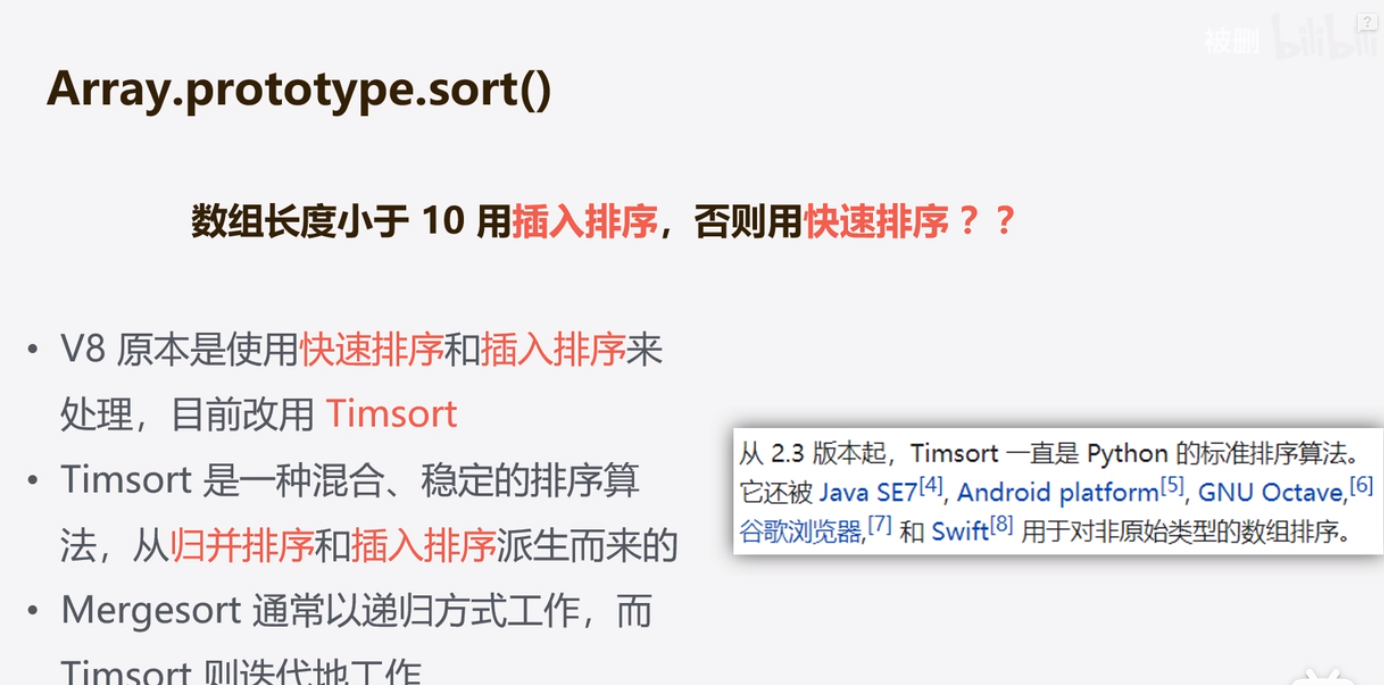 被删 bilibili
?
Array.prototype.sort()
数组长度小于 10 用插入排序，否则用快速排序？？
• V8 原本是使用快速排序和插入排序来
处理，目前改用 Timsort
• Timsort 是一种混合、稳定的排序算
法，从归并排序和插入排序派生而来的
• Mergesort 通常以递归方式工作，而
Timsort 则迭代地工作
从 2.3 版本起，Timsort 一直是 Python 的标准排序算法。
它还被 Java SE7[4], Android platform[5], GNU Octave,[6]
谷歌浏览器,[7] 和 Swift[8] 用于对非原始类型的数组排序。